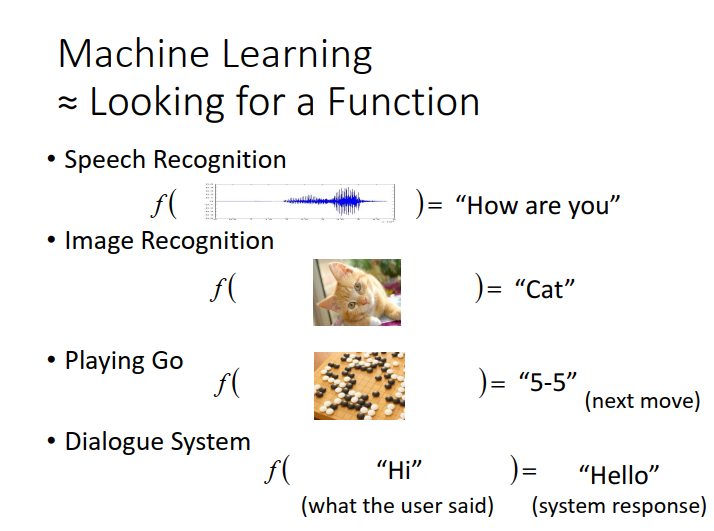 Machine Learning
≈ Looking for a Function
• Speech Recognition
f( )= “How are you”
• Image Recognition
f( )= “Cat”
• Playing Go
f( )= “5-5”
(next move)
• Dialogue System
f( “Hi” )= “Hello”
(what the user said) (system response)